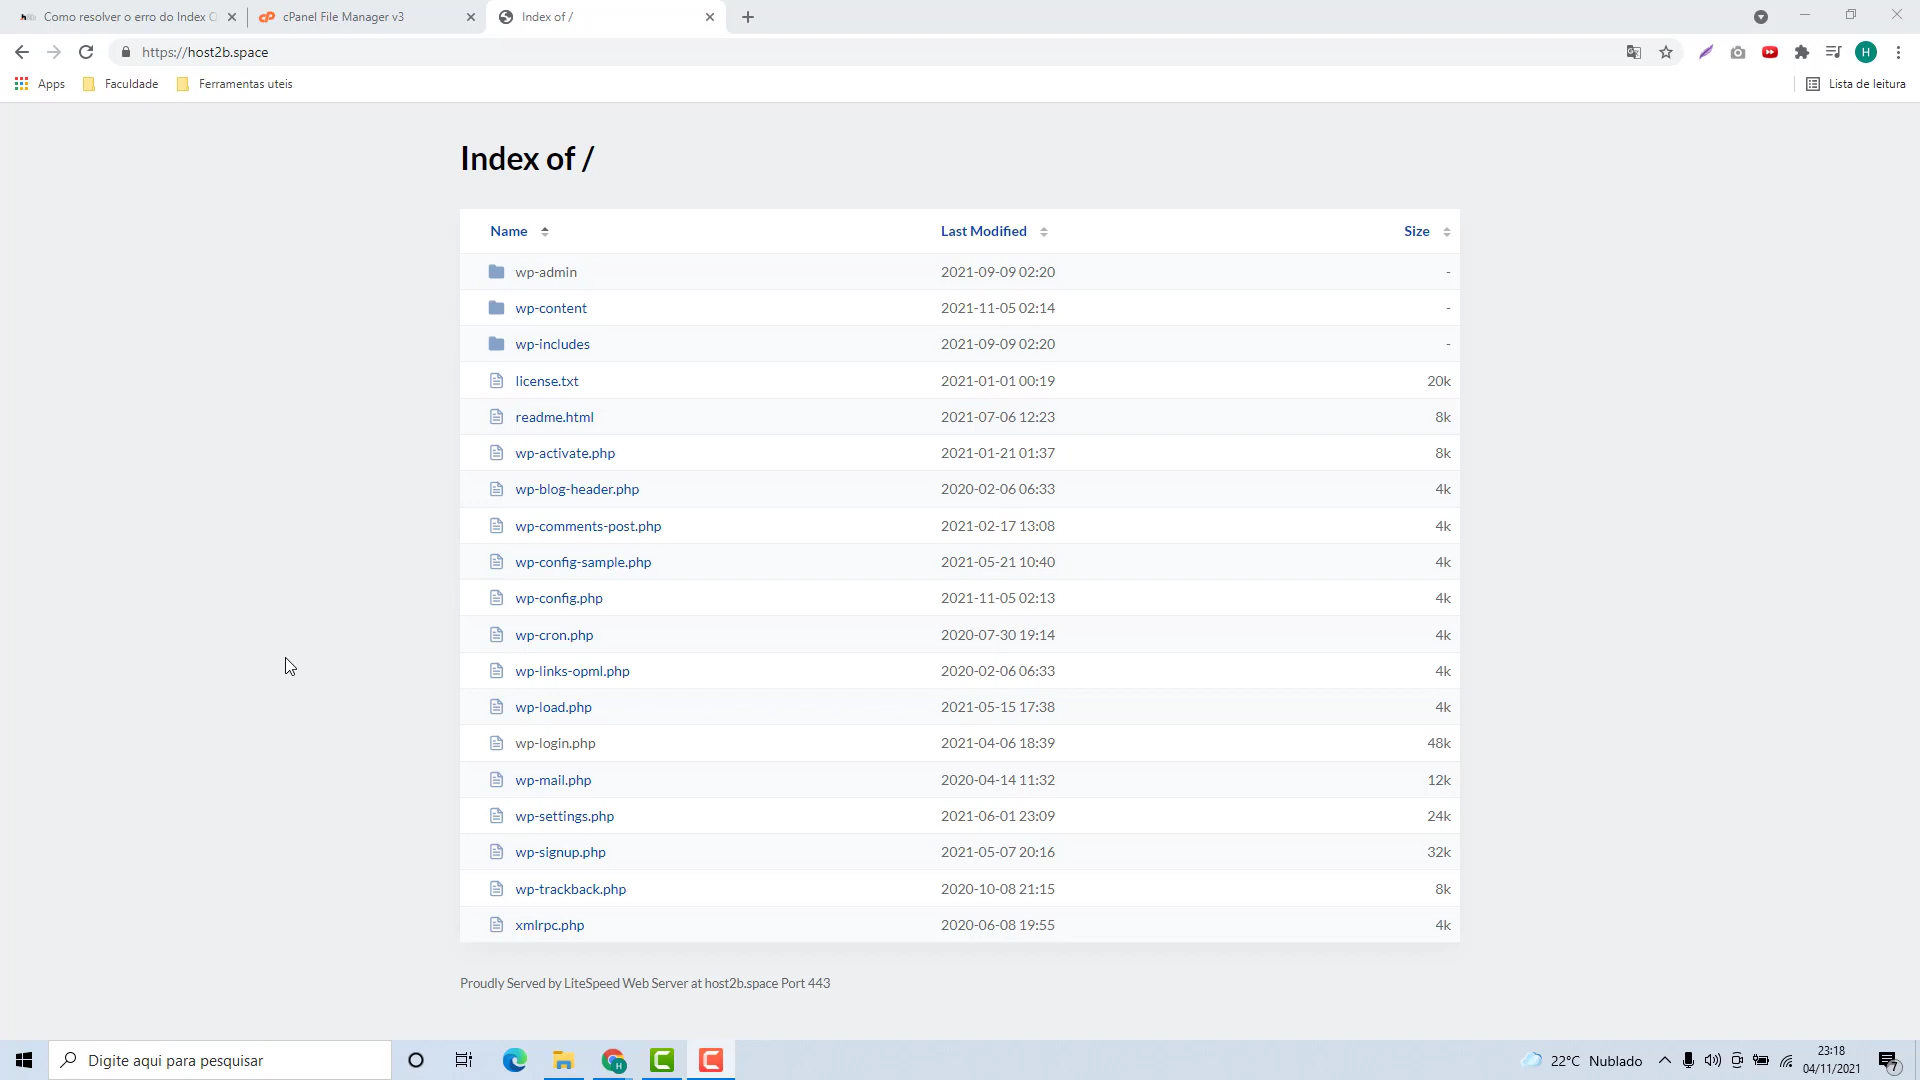 Como resolver o erro do Index O
cPanel File Manager v3
Index of /
https://host2b.space
H
Apps
Faculdade
Ferramentas uteis
Lista de leitura
Index of /
Name Last Modified Size
wp-admin 2021-09-09 02:20 -
wp-content 2021-11-05 02:14 -
wp-includes 2021-09-09 02:20 -
license.txt 2021-01-01 00:19 20k
readme.html 2021-07-06 12:23 8k
wp-activate.php 2021-01-21 01:37 8k
wp-blog-header.php 2020-02-06 06:33 4k
wp-comments-post.php 2021-02-17 13:08 4k
wp-config-sample.php 2021-05-21 10:40 4k
wp-config.php 2021-11-05 02:13 4k
wp-cron.php 2020-07-30 19:14 4k
wp-links-opml.php 2020-02-06 06:33 4k
wp-load.php 2021-05-15 17:38 4k
wp-login.php 2021-04-06 18:39 48k
wp-mail.php 2020-04-14 11:32 12k
wp-settings.php 2021-06-01 23:09 24k
wp-signup.php 2021-05-07 20:16 32k
wp-trackback.php 2020-10-08 21:15 8k
xmlrpc.php 2020-06-08 19:55 4k
Proudly Served by LiteSpeed Web Server at host2b.space Port 443
Digite aqui para pesquisar
22°C Nublado
23:18
04/11/2021
7